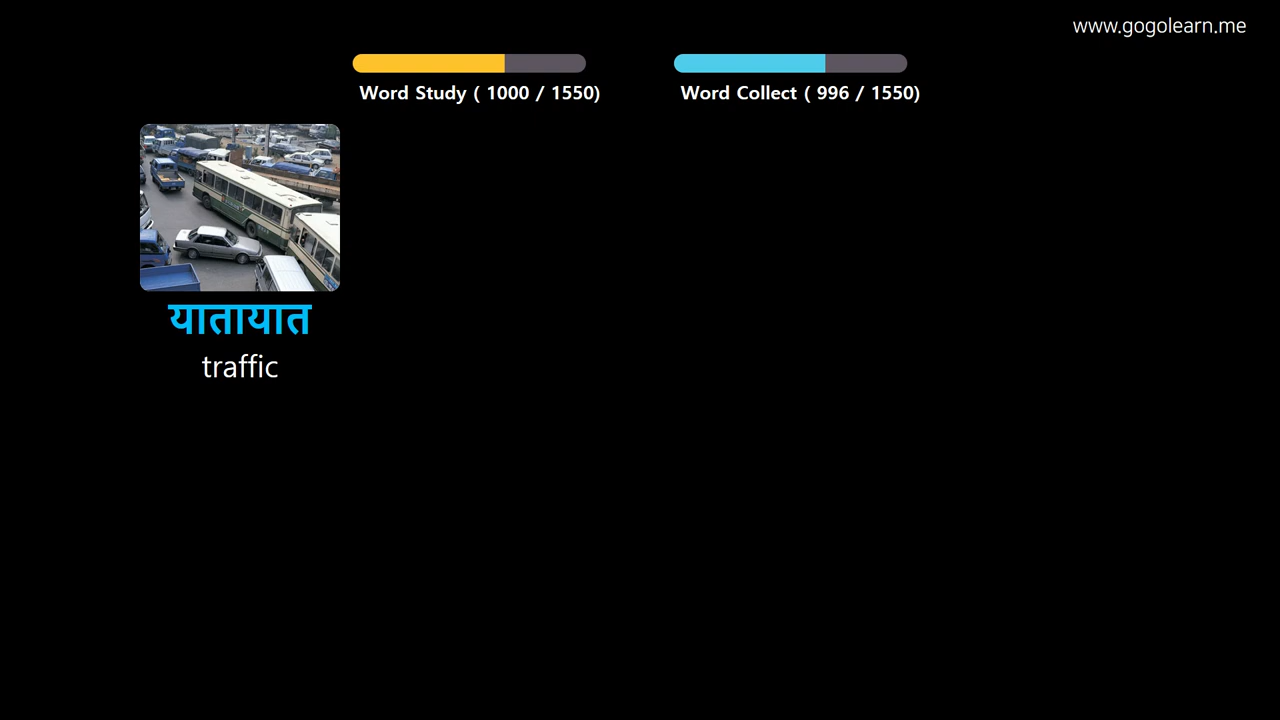 www.gogolearn.me
Word Study ( 1000 / 1550)
Word Collect ( 996 / 1550)
यातायात
traffic